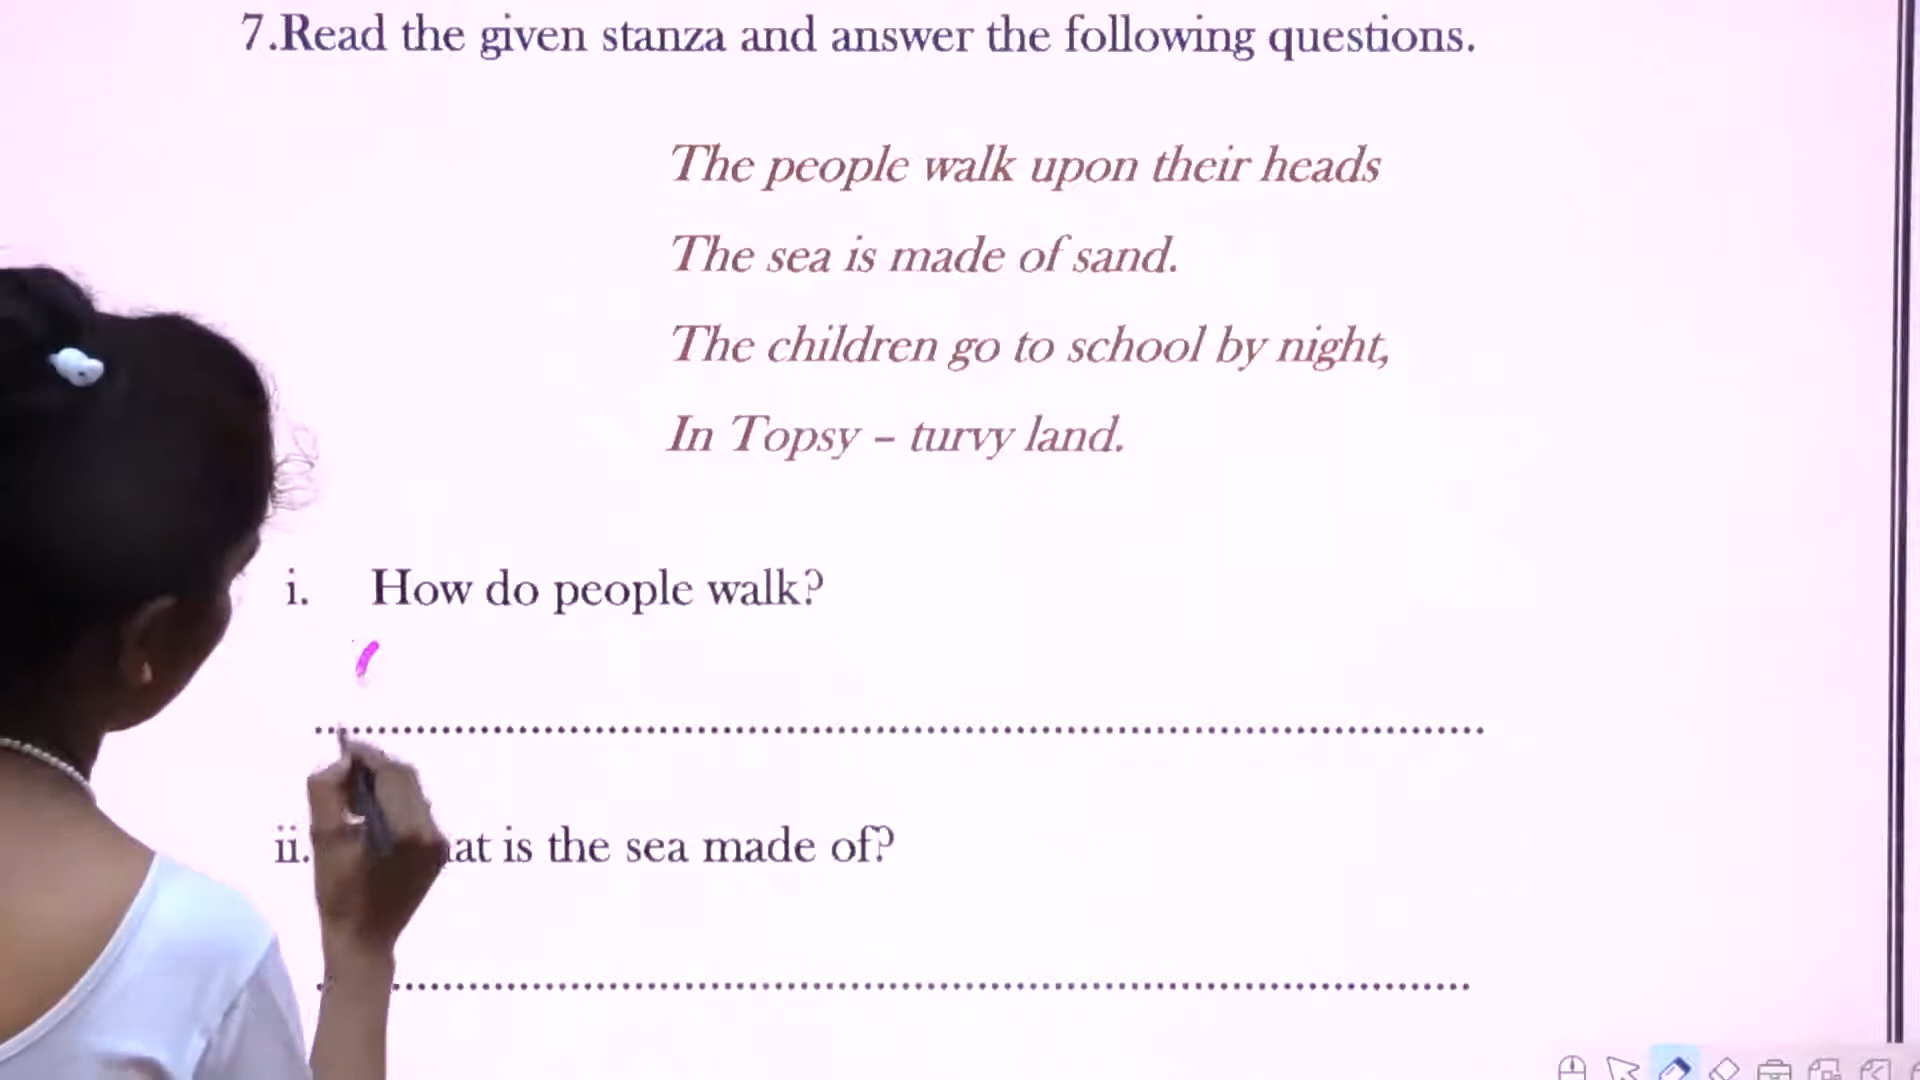 7.Read the given stanza and answer the following questions.
The people walk upon their heads
The sea is made of sand.
The children go to school by night,
In Topsy – turvy land.
i. How do people walk?
ii. is the sea made of?